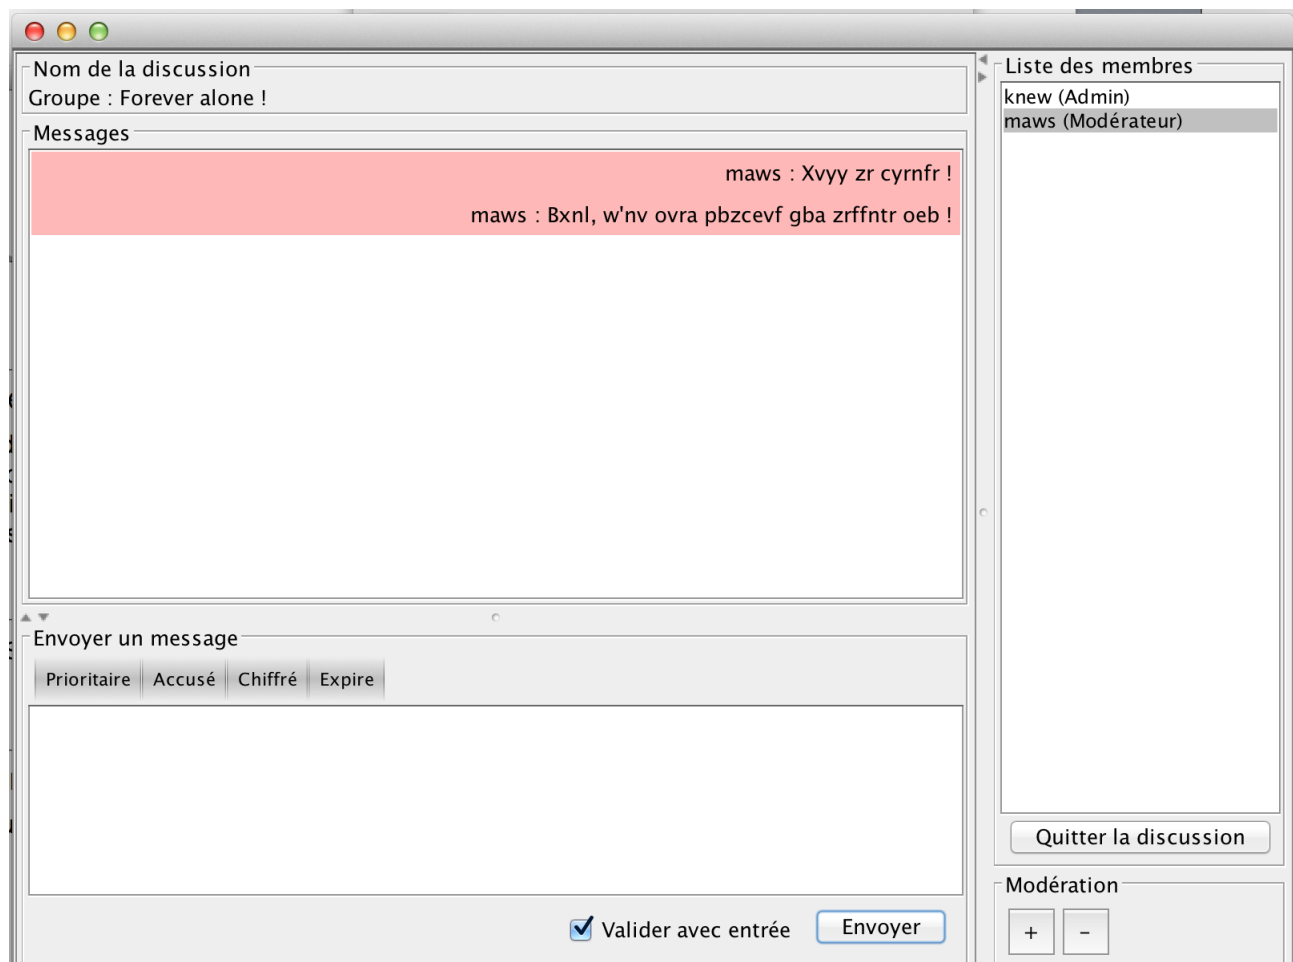 Nom de la discussion
Groupe : Forever alone !
Messages
maws : Xvyy zr cyrnfr !
maws : Bxnl, w'nv ovra pbzcevf gba zrffntr oeb !
Envoyer un message
Prioritaire Accusé Chiffré Expire
Valider avec entrée Envoyer
Liste des membres
knew (Admin)
maws (Modérateur)
Quitter la discussion
Modération
+ -